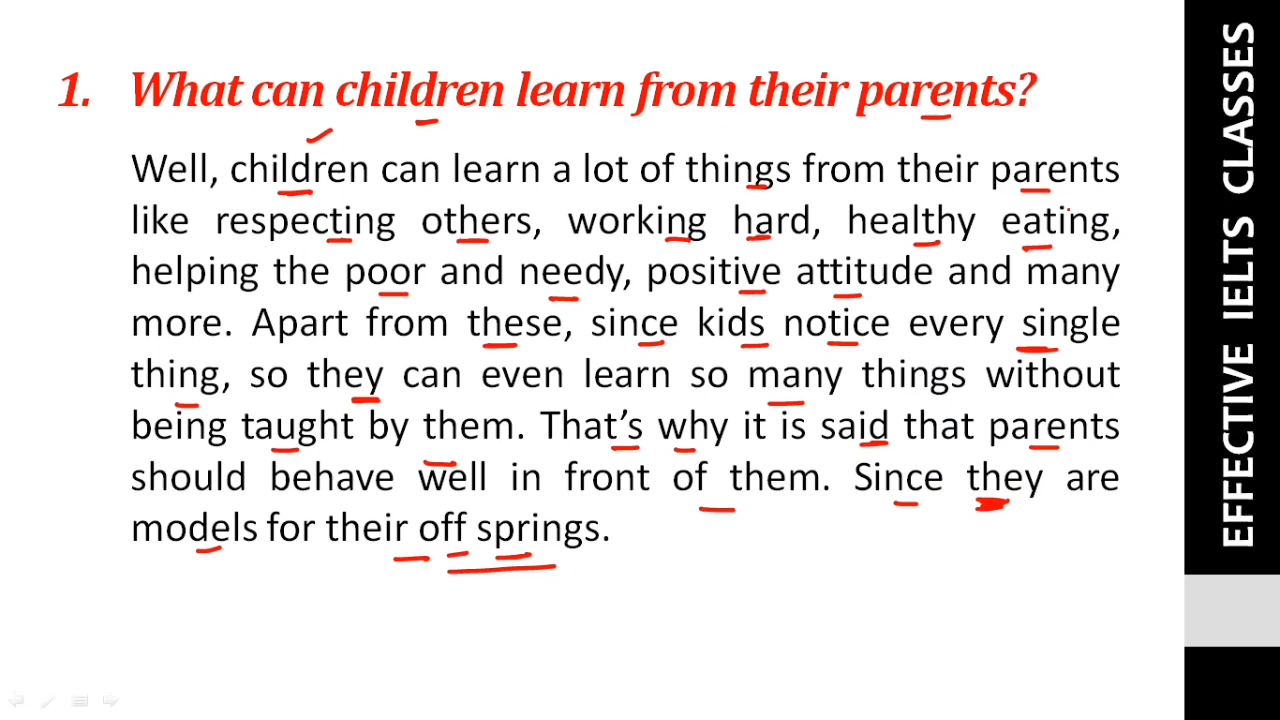 1. What can children learn from their parents?
Well, children can learn a lot of things from their parents
like respecting others, working hard, healthy eating,
helping the poor and needy, positive attitude and many
more. Apart from these, since kids notice every single
thing, so they can even learn so many things without
being taught by them. That’s why it is said that parents
should behave well in front of them. Since they are
models for their off springs.
EFFECTIVE IELTS CLASSES